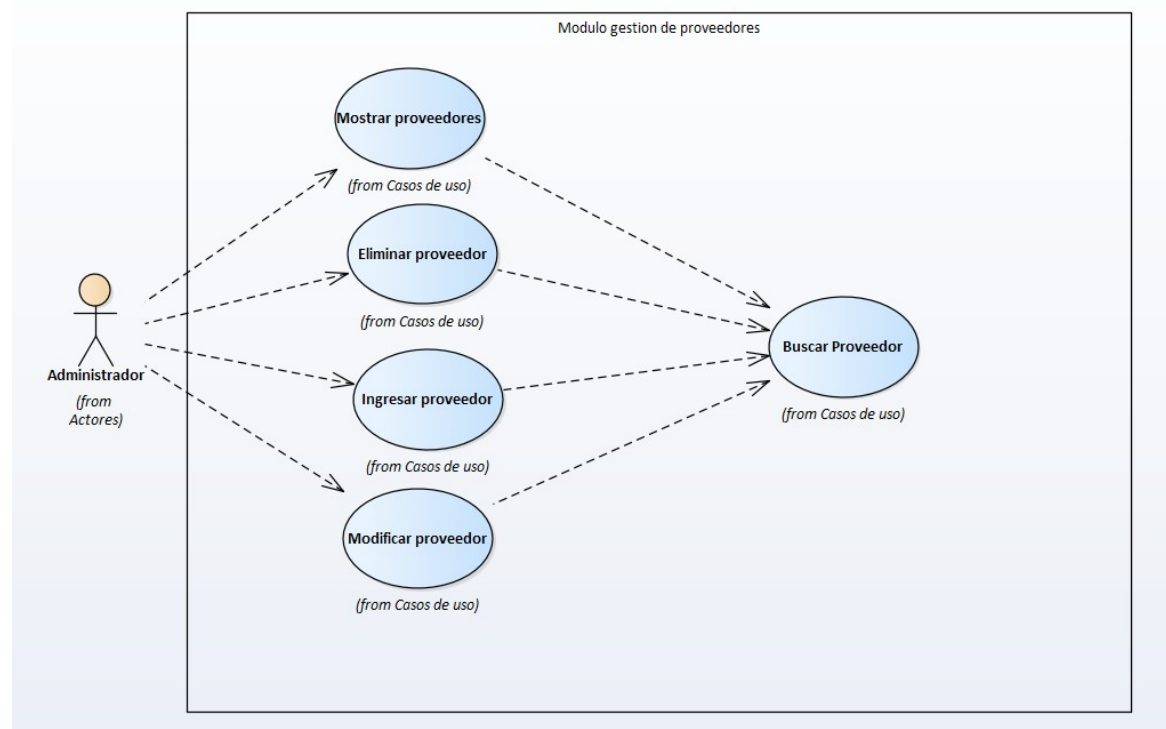 Modulo gestion de proveedores
Mostrar proveedores
(from Casos de uso)
Eliminar proveedor
(from Casos de uso)
Administrador
(from
Actores)
Ingresar proveedor
(from Casos de uso)
Modificar proveedor
(from Casos de uso)
Buscar Proveedor
(from Casos de uso)